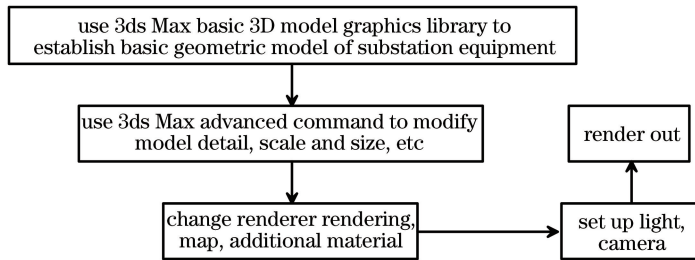 use 3ds Max basic 3D model graphics library to
establish basic geometric model of substation equipment
use 3ds Max advanced command to modify
model detail, scale and size, etc
change renderer rendering,
map, additional material
set up light,
camera
render out